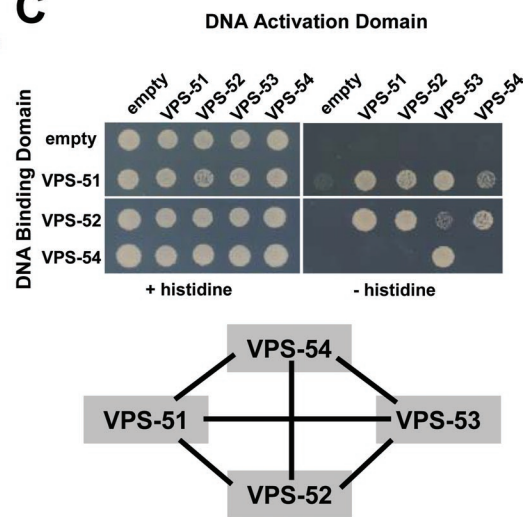 C
DNA Activation Domain
DNA Binding Domain
empty VPS-51 VPS-52 VPS-53 VPS-54 empty VPS-51 VPS-52 VPS-53 VPS-54
empty
VPS-51
VPS-52
VPS-54
+ histidine - histidine
VPS-54
VPS-51 VPS-53
VPS-52